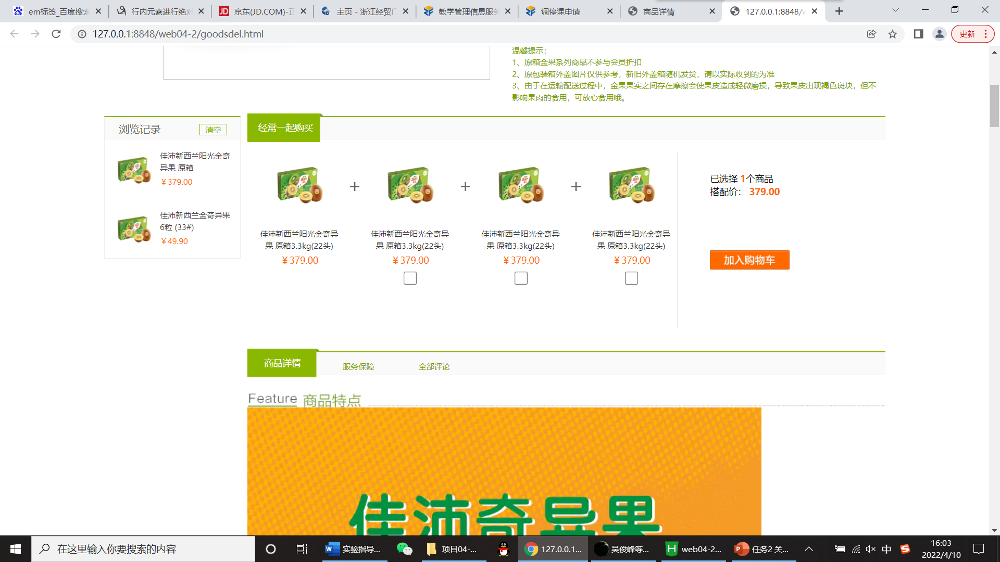 em标签_百度搜索
行内元素进行绝对
京东(JD.COM)-正
主页 - 浙江经贸
教学管理信息服务
调停课申请
商品详情
127.0.0.1:8848/w
127.0.0.1:8848/web04-2/goodsdel.html
更新
温馨提示：
1、原箱金果系列商品不参与会员折扣
2、原包装箱外盖图片仅供参考，新旧外盖箱随机发货，请以实际收到的为准
3、由于在运输配送过程中，金果果实之间存在摩擦会使果皮造成轻微磨损，导致果皮出现褐色斑块，但不
影响果肉的食用，可放心食用哦。
浏览记录
清空
佳沛新西兰阳光金奇
异果 原箱
￥379.00
佳沛新西兰金奇异果
6粒 (33#)
￥49.90
经常一起购买
佳沛新西兰阳光金奇异
果 原箱3.3kg(22头)
￥379.00
+
佳沛新西兰阳光金奇异
果 原箱3.3kg(22头)
￥379.00
+
佳沛新西兰阳光金奇异
果 原箱3.3kg(22头)
￥379.00
+
佳沛新西兰阳光金奇异
果 原箱3.3kg(22头)
￥379.00
已选择 1个商品
搭配价： 379.00
加入购物车
商品详情
服务保障
全部评论
Feature 商品特点
佳沛奇异果
在这里输入你要搜索的内容
实验指导...
项目04-...
127.0.0.1...
吴俊峰等...
web04-2...
任务2 关...
中
16:03
2022/4/10